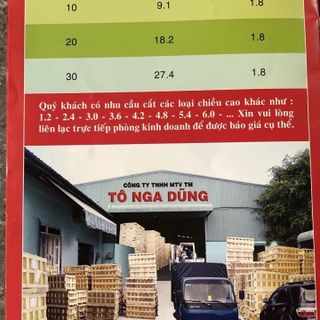 10 9.1 1.8
20 18.2 1.8
30 27.4 1.8
Quý khách có nhu cầu cắt các loại chiều cao khác như :
1.2 - 2.4 - 3.0 - 3.6 - 4.2 - 4.8 - 5.4 - 6.0 - ... Xin vui lòng
liên lạc trực tiếp phòng kinh doanh để được báo giá cụ thể.
CÔNG TY TNHH MTV TM
TÔ NGA DŨNG